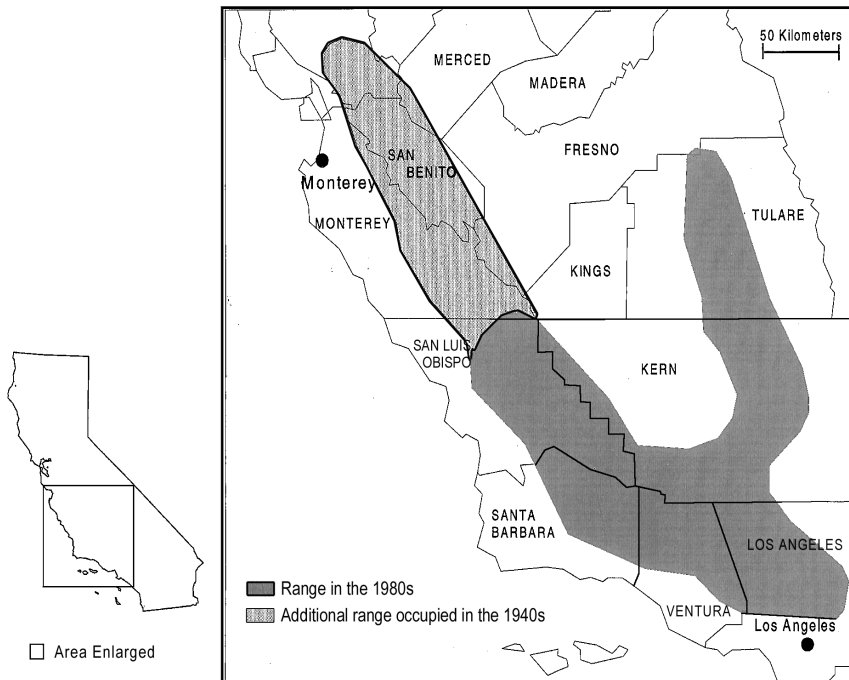 50 Kilometers
MERCED
MADERA
SAN
BENITO
FRESNO
Monterey
TULARE
MONTEREY
KINGS
SAN LUIS
OBISPO
KERN
SANTA
BARBARA
LOS ANGELES
Range in the 1980s
Additional range occupied in the 1940s
VENTURA
Los Angeles
Area Enlarged